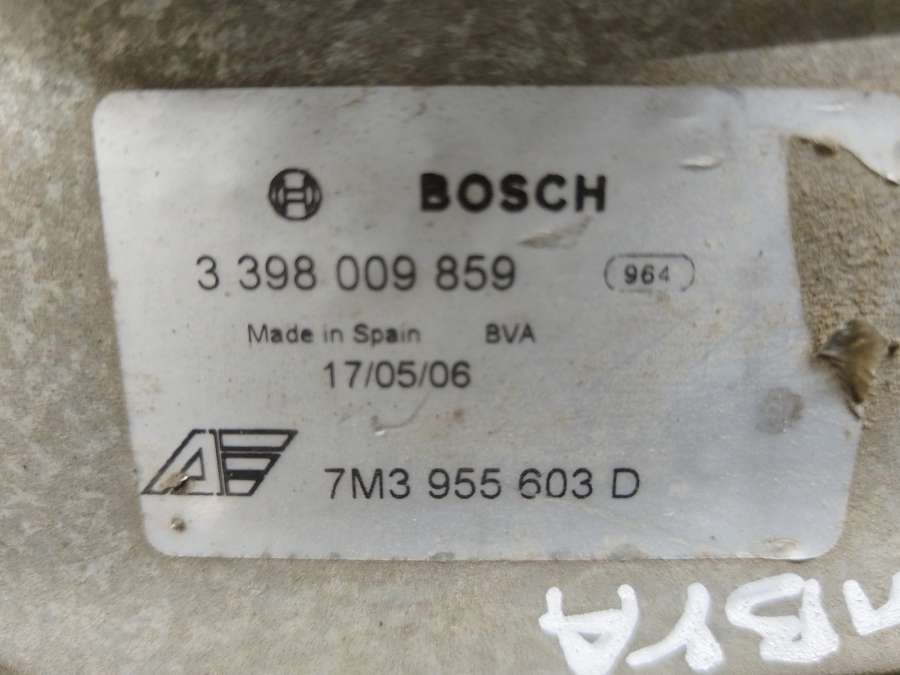 BOSCH
3 398 009 859 964
Made in Spain BVA
17/05/06
7M3 955 603 D